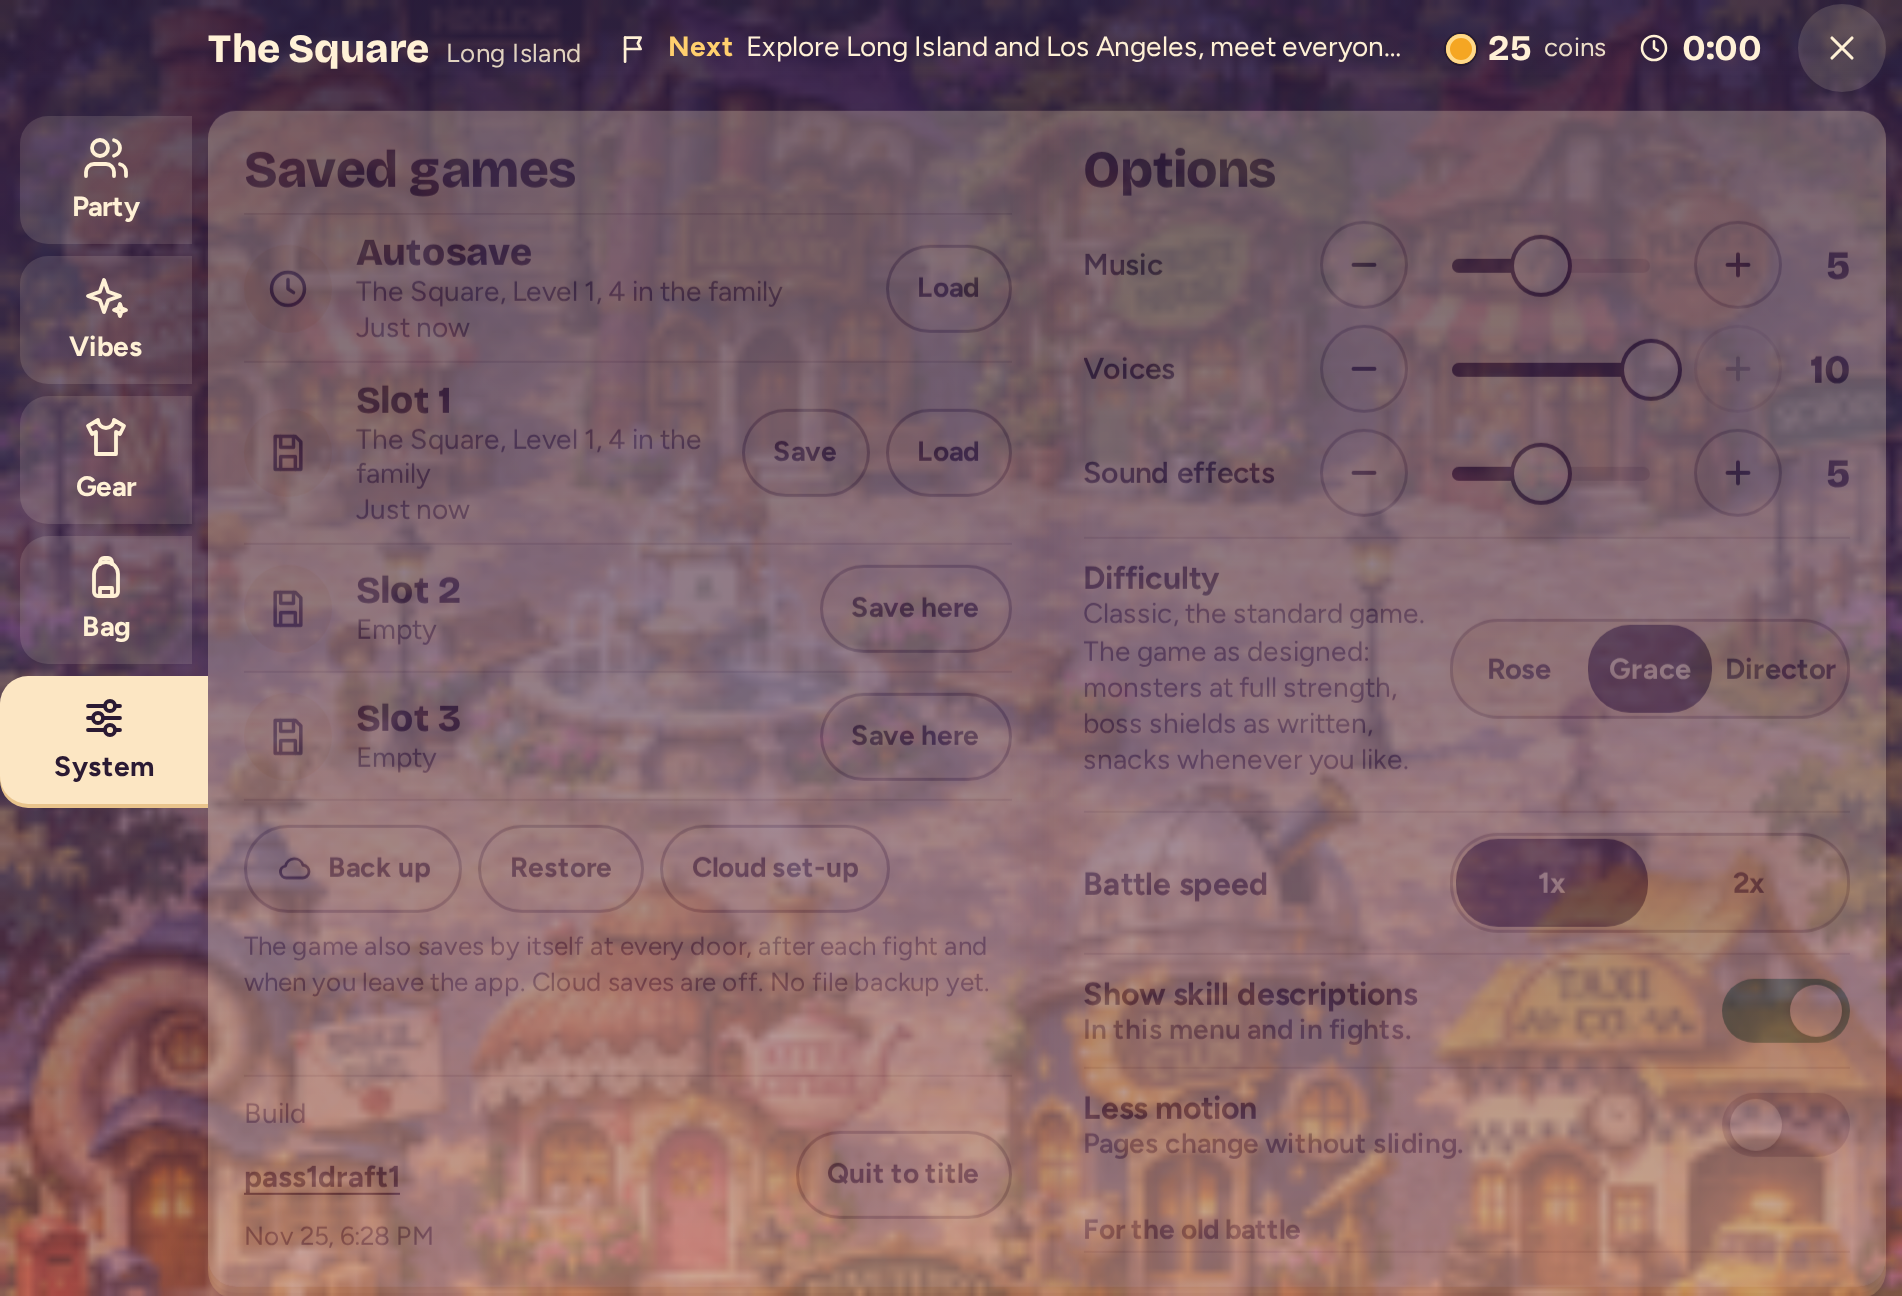 The Square Long Island Next Explore Long Island and Los Angeles, meet everyon... 25 coins 0:00
Party
Vibes
Gear
Bag
System
Saved games
Autosave
The Square, Level 1, 4 in the family
Just now
Load
Slot 1
The Square, Level 1, 4 in the
family
Just now
Save
Load
Slot 2
Empty
Save here
Slot 3
Empty
Save here
Back up
Restore
Cloud set-up
The game also saves by itself at every door, after each fight and
when you leave the app. Cloud saves are off. No file backup yet.
Build
pass1draft1
Nov 25, 6:28 PM
Quit to title
Options
Music 5
Voices 10
Sound effects 5
Difficulty
Classic, the standard game.
The game as designed:
monsters at full strength,
boss shields as written,
snacks whenever you like.
Rose
Grace
Director
Battle speed
1x
2x
Show skill descriptions
In this menu and in fights.
Less motion
Pages change without sliding.
For the old battle
TAXI
CO.